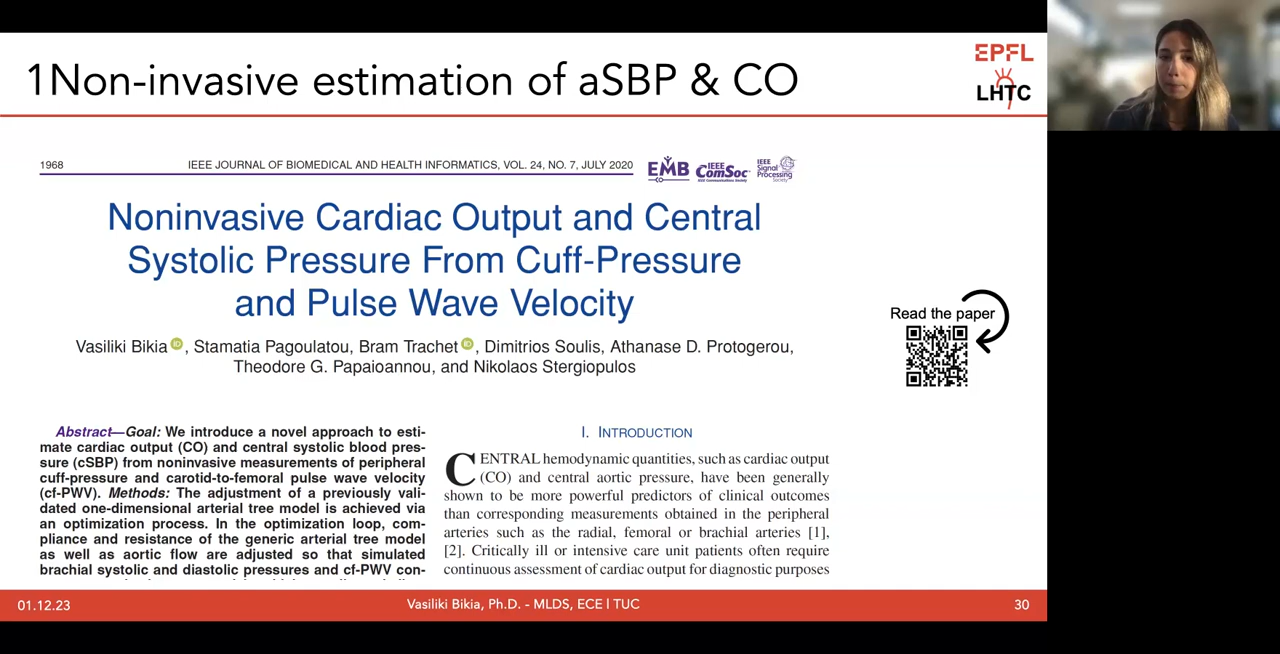 1Non-invasive estimation of aSBP & CO
EPFL
LHTC
1968
IEEE JOURNAL OF BIOMEDICAL AND HEALTH INFORMATICS, VOL. 24, NO. 7, JULY 2020
EMB
IEEE ComSoc
IEEE Communications Society
IEEE Signal Processing Society
Noninvasive Cardiac Output and Central
Systolic Pressure From Cuff-Pressure
and Pulse Wave Velocity
Vasiliki Bikia iD, Stamatia Pagoulatou, Bram Trachet iD, Dimitrios Soulis, Athanase D. Protogerou,
Theodore G. Papaioannou, and Nikolaos Stergiopulos
Read the paper
Abstract—Goal: We introduce a novel approach to esti-
mate cardiac output (CO) and central systolic blood pres-
sure (cSBP) from noninvasive measurements of peripheral
cuff-pressure and carotid-to-femoral pulse wave velocity
(cf-PWV). Methods: The adjustment of a previously vali-
dated one-dimensional arterial tree model is achieved via
an optimization process. In the optimization loop, com-
pliance and resistance of the generic arterial tree model
as well as aortic flow are adjusted so that simulated
brachial systolic and diastolic pressures and cf-PWV con-
I. INTRODUCTION
CENTRAL hemodynamic quantities, such as cardiac output
(CO) and central aortic pressure, have been generally
shown to be more powerful predictors of clinical outcomes
than corresponding measurements obtained in the peripheral
arteries such as the radial, femoral or brachial arteries [1],
[2]. Critically ill or intensive care unit patients often require
continuous assessment of cardiac output for diagnostic purposes
01.12.23
Vasiliki Bikia, Ph.D. - MLDS, ECE | TUC
30